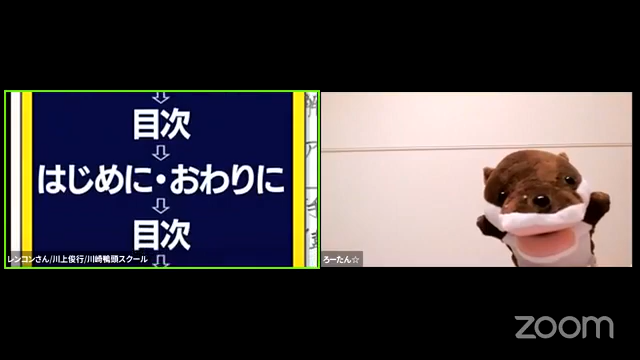 目次
はじめに・おわりに
目次
レンコンさん/川上俊行/川崎鴨頭スクール
ろーたん☆
zoom